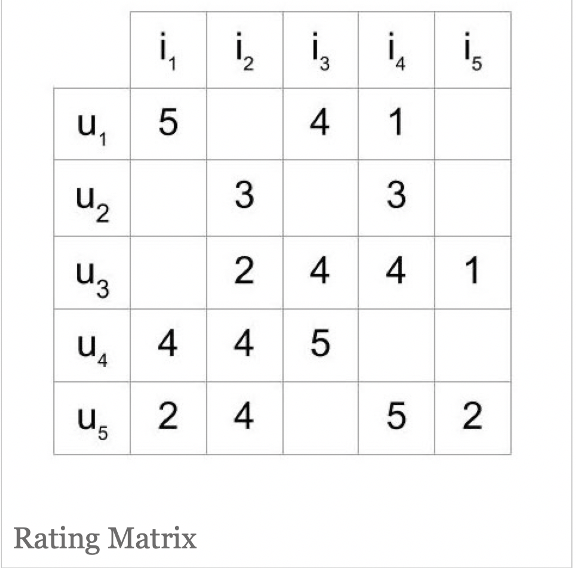 i₁ i₂ i₃ i₄ i₅
u₁ 5 4 1
u₂ 3 3
u₃ 2 4 4 1
u₄ 4 4 5
u₅ 2 4 5 2
Rating Matrix